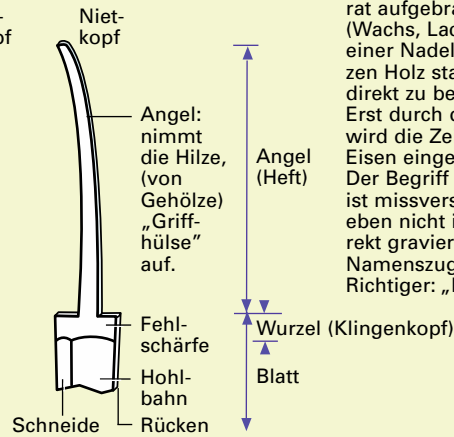 Niet-
kopf
Angel:
nimmt
die Hilze,
(von
Gehölze)
„Griff-
hülse”
auf.
Angel
(Heft)
Fehl-
schärfe
Wurzel (Klingenkopf)
Hohl-
bahn
Blatt
Schneide
Rücken
rat aufgebra
(Wachs, Lac
einer Nadel
zen Holz sta
direkt zu be
Erst durch d
wird die Ze
Eisen einge
Der Begriff
ist missvers
eben nicht i
rekt gravier
Namenszug
Richtiger: „